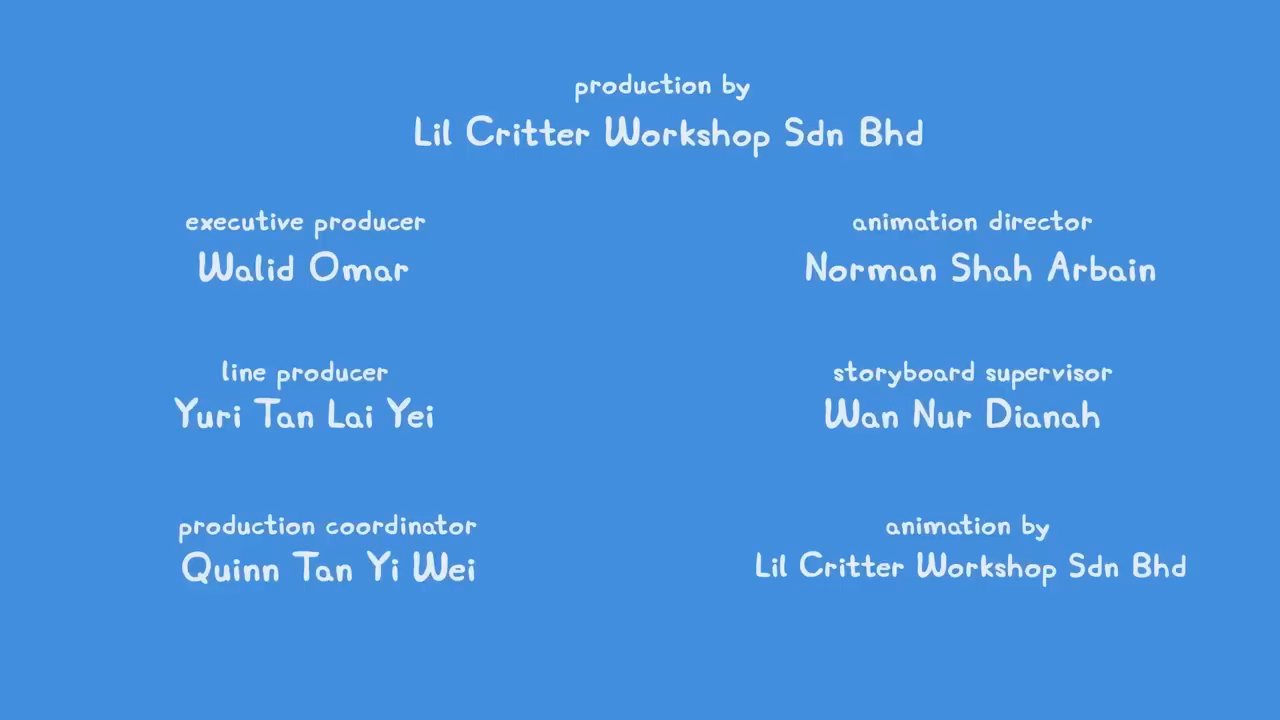 production by
Lil Critter Workshop Sdn Bhd
executive producer
Walid Omar
animation director
Norman Shah Arbain
line producer
Yuri Tan Lai Yei
storyboard supervisor
Wan Nur Dianah
production coordinator
Quinn Tan Yi Wei
animation by
Lil Critter Workshop Sdn Bhd